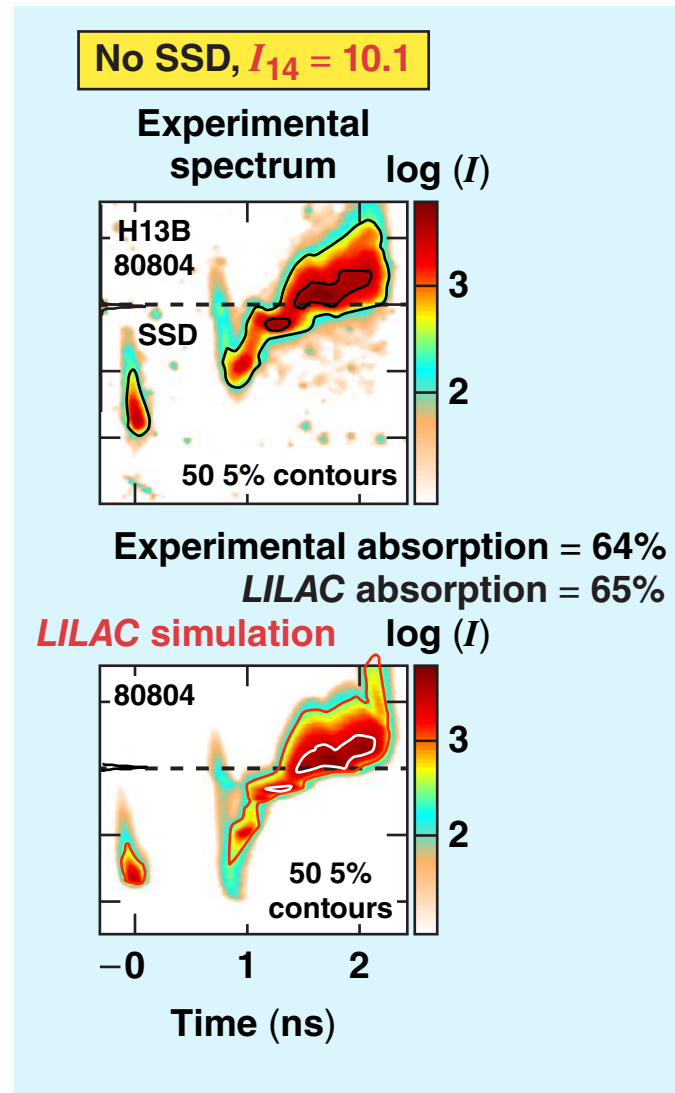 No SSD, I14 = 10.1
Experimental
spectrum
log (I)
H13B
80804
SSD
3
2
50 5% contours
Experimental absorption = 64%
LILAC absorption = 65%
LILAC simulation
log (I)
80804
3
2
50 5%
contours
−0 1 2
Time (ns)